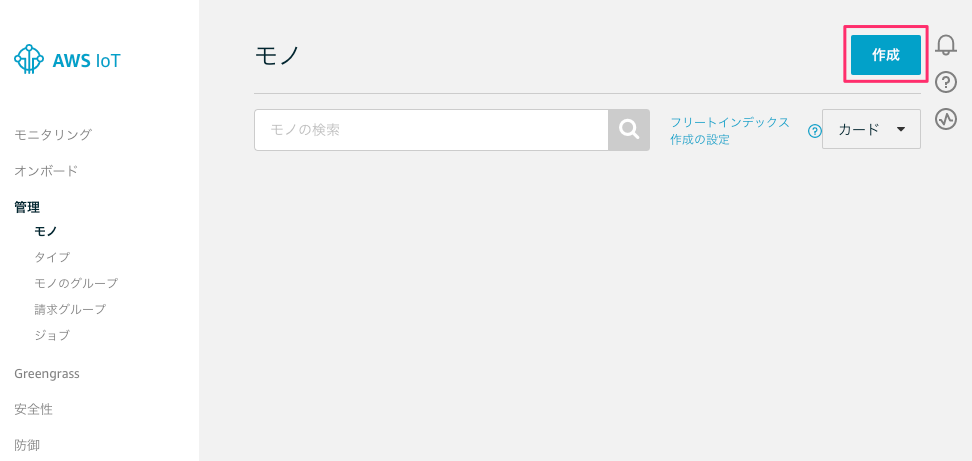 AWS IoT
モニタリング
オンボード
管理
モノ
タイプ
モノのグループ
請求グループ
ジョブ
Greengrass
安全性
防御
モノ
作成
モノの検索
フリートインデックス
作成の設定
カード